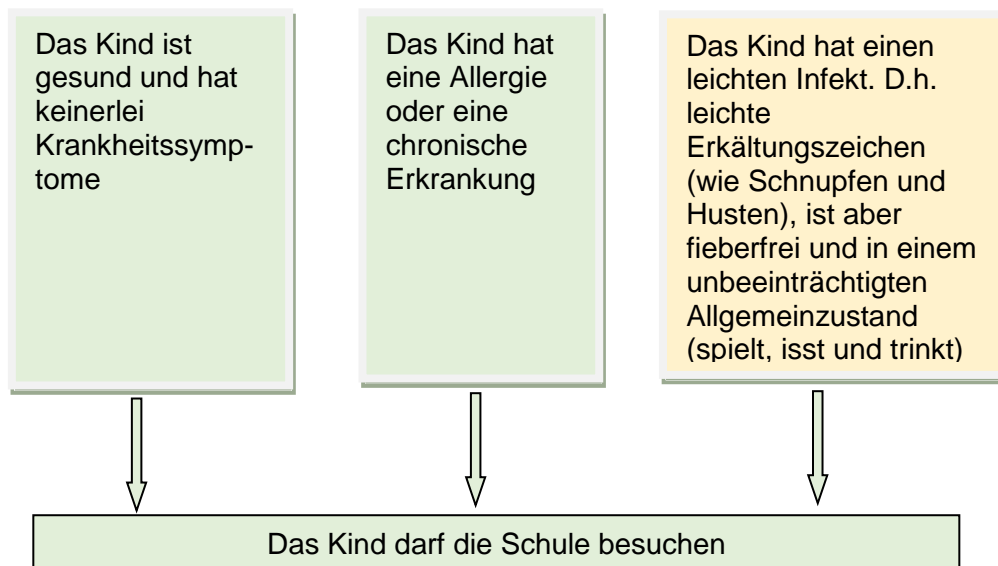 Das Kind ist
gesund und hat
keinerlei
Krankheitssymp-
tome
Das Kind hat
eine Allergie
oder eine
chronische
Erkrankung
Das Kind hat einen
leichten Infekt. D.h.
leichte
Erkältungszeichen
(wie Schnupfen und
Husten), ist aber
fieberfrei und in einem
unbeeinträchtigten
Allgemeinzustand
(spielt, isst und trinkt)
Das Kind darf die Schule besuchen